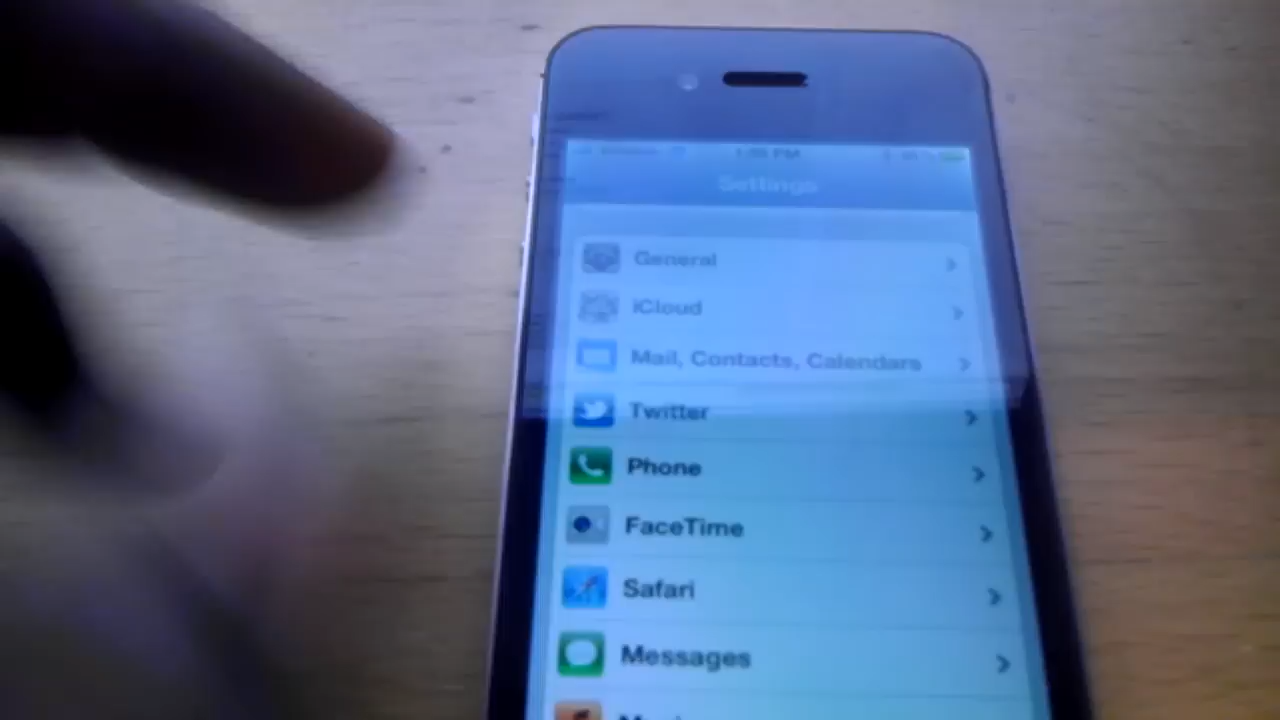 Settings
General
iCloud
Mail, Contacts, Calendars
Twitter
Phone
FaceTime
Safari
Messages